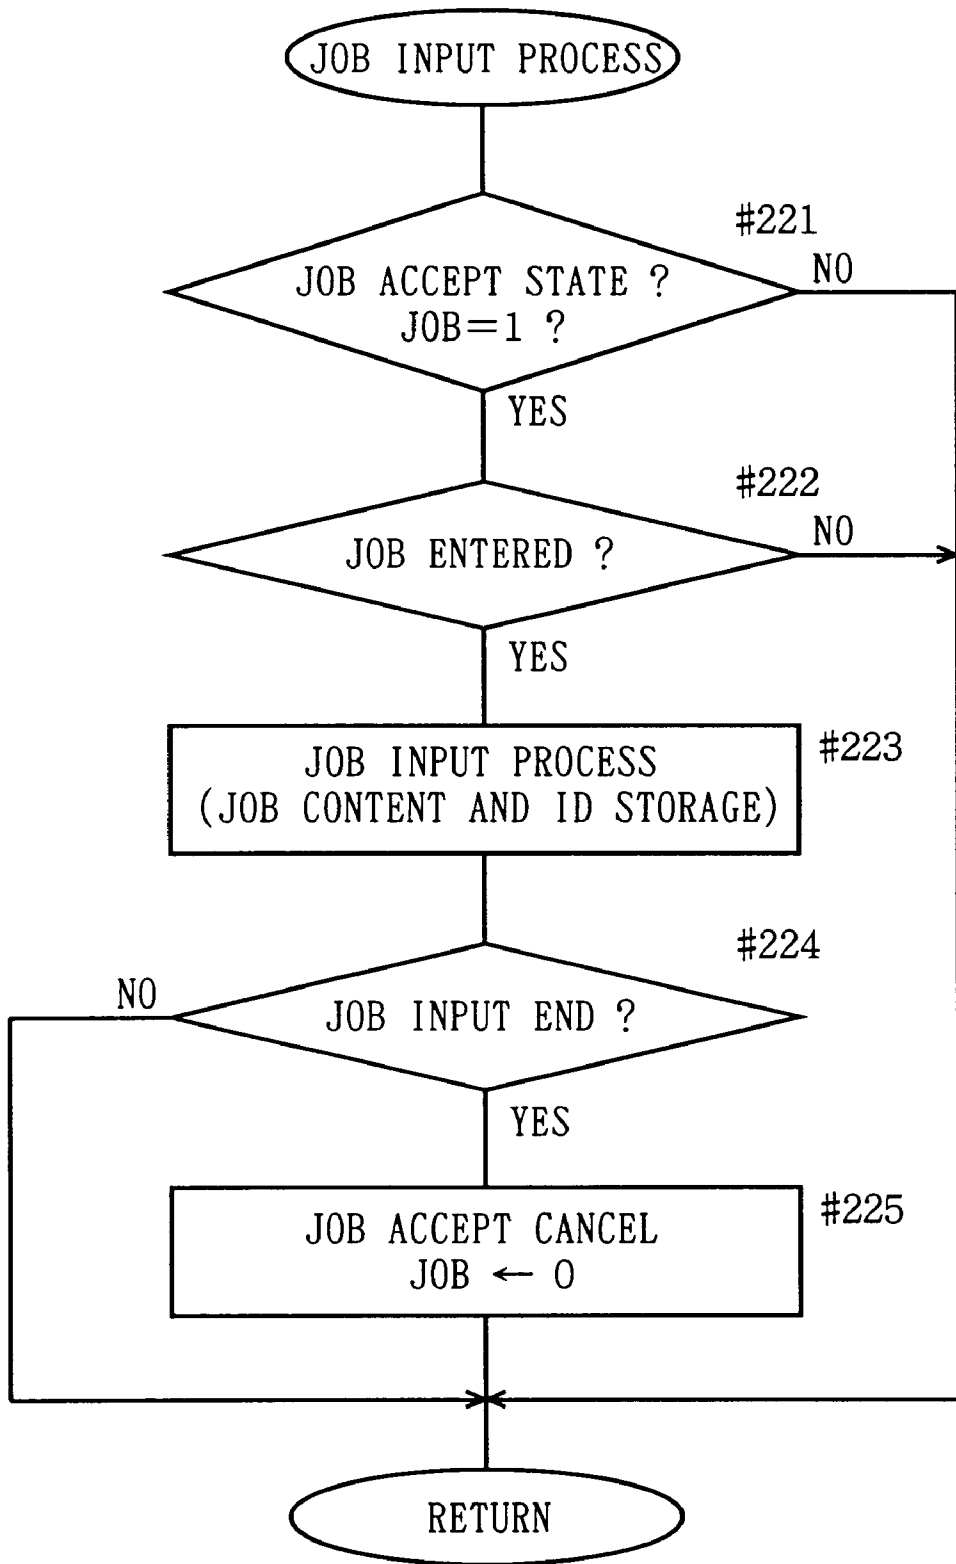 JOB INPUT PROCESS
#221
JOB ACCEPT STATE ?
JOB=1 ?
NO
YES
#222
JOB ENTERED ?
NO
YES
JOB INPUT PROCESS
(JOB CONTENT AND ID STORAGE)
#223
#224
NO
JOB INPUT END ?
YES
JOB ACCEPT CANCEL
JOB ← 0
#225
RETURN